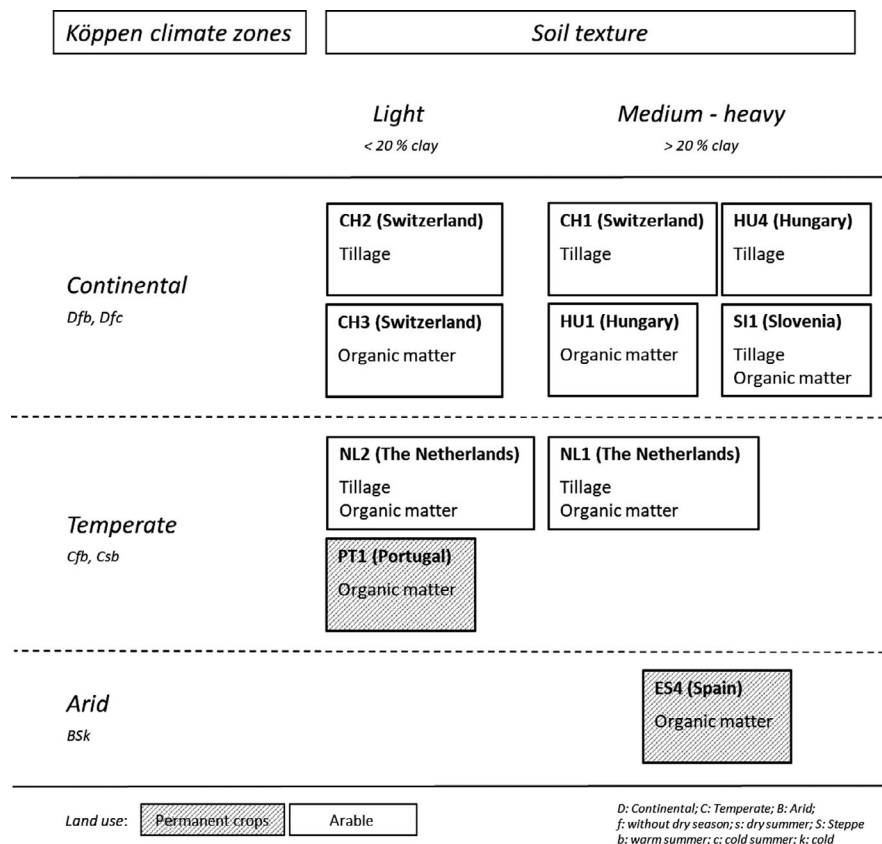 Köppen climate zones
Soil texture
Light
Medium - heavy
< 20 % clay
> 20 % clay
Continental
Dfb, Dfc
CH2 (Switzerland)
Tillage
CH1 (Switzerland)
Tillage
HU4 (Hungary)
Tillage
CH3 (Switzerland)
Organic matter
HU1 (Hungary)
Organic matter
SI1 (Slovenia)
Tillage
Organic matter
Temperate
Cfb, Csb
NL2 (The Netherlands)
Tillage
Organic matter
NL1 (The Netherlands)
Tillage
Organic matter
PT1 (Portugal)
Organic matter
Arid
BSk
ES4 (Spain)
Organic matter
Land use:
Permanent crops
Arable
D: Continental; C: Temperate; B: Arid;
f: without dry season; s: dry summer; S: Steppe
b: warm summer; c: cold summer; k: cold